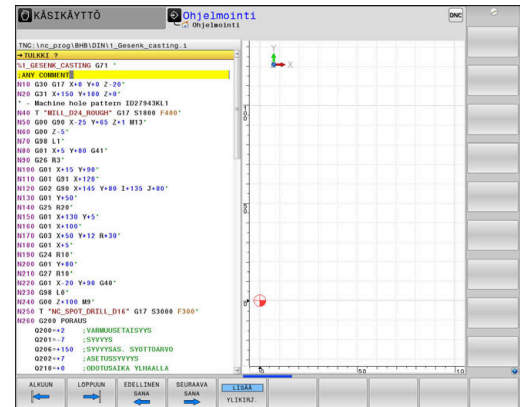 KÄSIKÄYTTÖ
Ohjelmointi
Ohjelmointi
DNC
TNC:\nc_prog\BHB\DIN\1_Gesenk_casting.i
→TULKKI ?
%1_GESENK_CASTING G71 *
;ANY COMMENT
N10 G30 G17 X+0 Y+0 Z-20*
N20 G31 X+150 Y+100 Z+0*
* - Machine hole pattern ID27943KL1
N40 T "MILL_D24_ROUGH" G17 S1800 F400*
N50 G00 G90 X-25 Y+65 Z+1 M13*
N60 G00 Z-5*
N70 G98 L1*
N80 G01 X+5 Y+80 G41*
N90 G26 R3*
N100 G01 X+15 Y+90*
N110 G01 G91 X+120*
N120 G02 G90 X+145 Y+80 I+135 J+80*
N130 G01 Y+50*
N140 G25 R20*
N150 G01 X+130 Y+5*
N160 G01 X+100*
N170 G03 X+50 Y+12 R+30*
N180 G01 X+5*
N190 G24 R10*
N200 G01 Y+80*
N210 G27 R10*
N220 G01 X-20 Y+90 G40*
N230 G98 L0*
N240 G00 Z+100 M9*
N250 T "NC_SPOT_DRILL_D16" G17 S3000 F300*
N260 G200 PORAUS
Q200=+2 ;VARMUUSETAISYYS
Q201=-7 ;SYVYYS
Q206=+150 ;SYVYYSAS. SYOTTOARVO
Q202=+7 ;ASETUSSYVYYS
Q210=+0 ;ODOTUSAIKA YLHAALLA
Y
X
100
50
0
0
50
100
ALKUUN
LOPPUUN
EDELLINEN
SANA
SEURAAVA
SANA
LISÄÄ
YLIKIRJ.